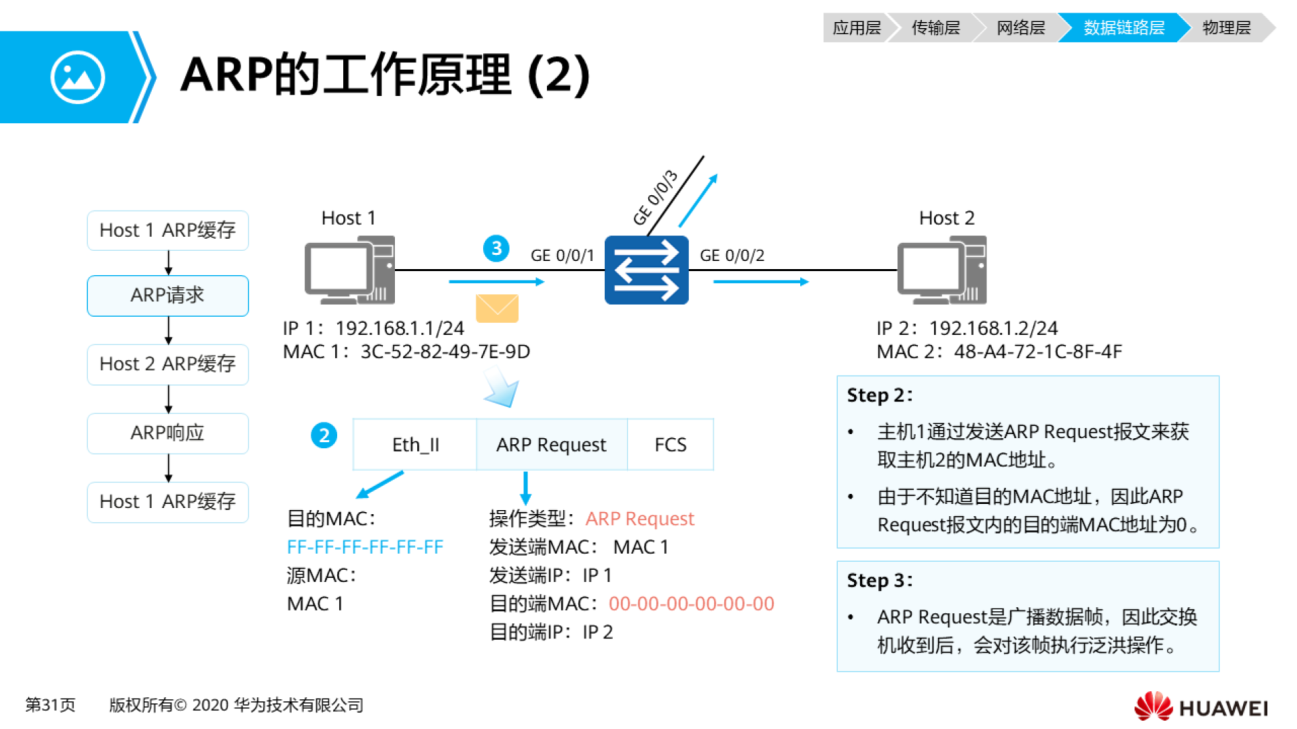 应用层 传输层 网络层 数据链路层 物理层
ARP的工作原理 (2)
Host 1 ARP缓存
ARP请求
Host 2 ARP缓存
ARP响应
Host 1 ARP缓存
Host 1
3
GE 0/0/1
GE 0/0/3
GE 0/0/2
Host 2
IP 1：192.168.1.1/24
MAC 1：3C-52-82-49-7E-9D
IP 2：192.168.1.2/24
MAC 2：48-A4-72-1C-8F-4F
2
Eth_II
ARP Request
FCS
目的MAC：
FF-FF-FF-FF-FF-FF
源MAC：
MAC 1
操作类型：ARP Request
发送端MAC： MAC 1
发送端IP：IP 1
目的端MAC：00-00-00-00-00-00
目的端IP：IP 2
Step 2：
• 主机1通过发送ARP Request报文来获
取主机2的MAC地址。
• 由于不知道目的MAC地址，因此ARP
Request报文内的目的端MAC地址为0。
Step 3：
• ARP Request是广播数据帧，因此交换
机收到后，会对该帧执行泛洪操作。
第31页 版权所有© 2020 华为技术有限公司
HUAWEI